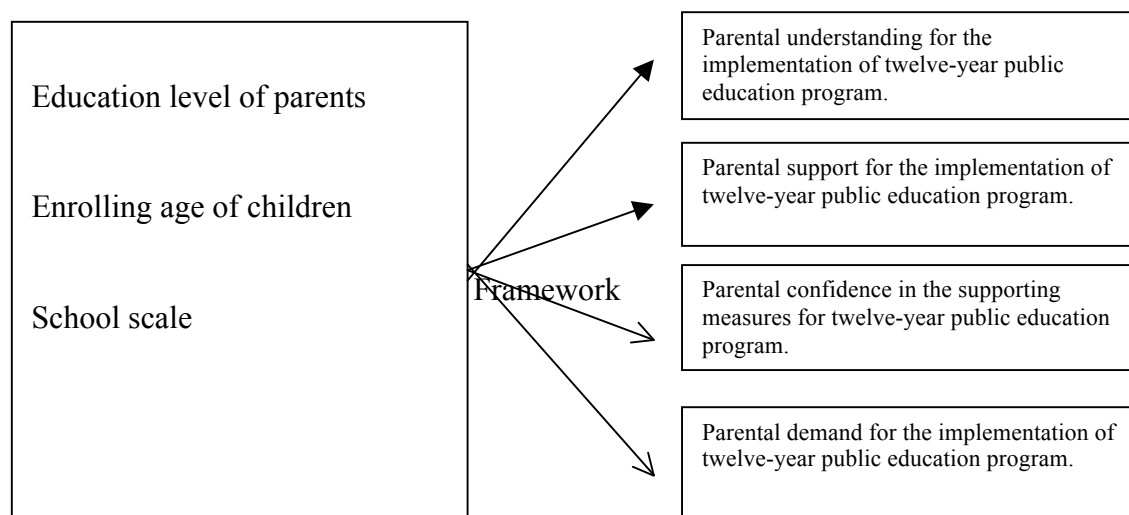 Education level of parents
Enrolling age of children
School scale
Framework
Parental understanding for the
implementation of twelve-year public
education program.
Parental support for the implementation of
twelve-year public education program.
Parental confidence in the supporting
measures for twelve-year public education
program.
Parental demand for the implementation of
twelve-year public education program.